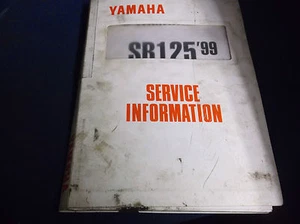 YAMAHA
SR125'99
SERVICE
INFORMATION